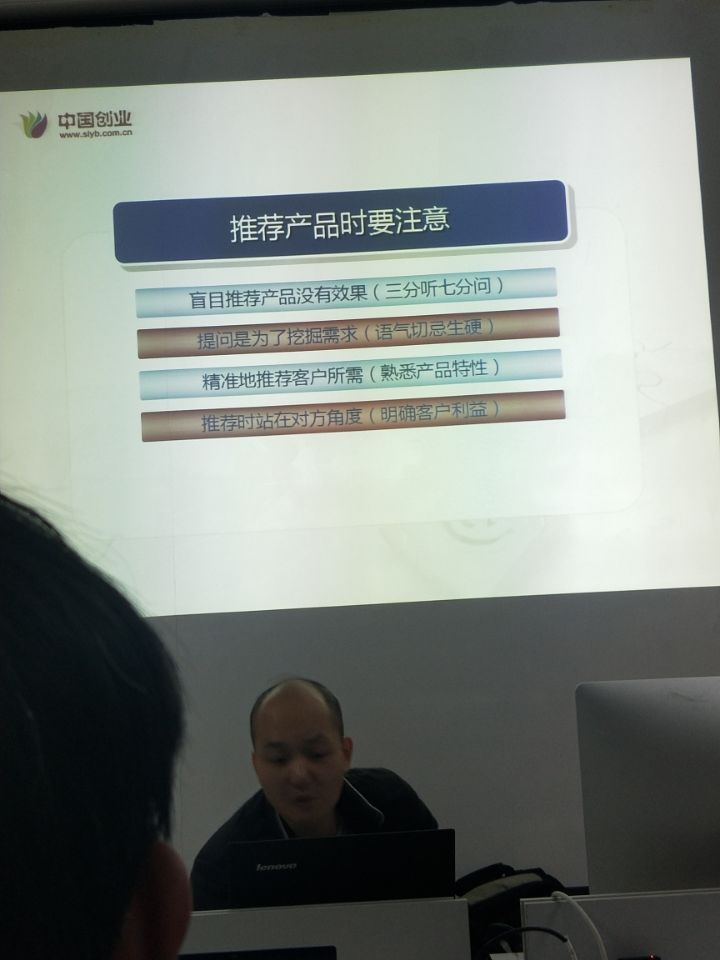 中国创业
www.siyb.com.cn
推荐产品时要注意
盲目推荐产品没有效果（三分听七分问）
提问是为了挖掘需求（语气切忌生硬）
精准地推荐客户所需（熟悉产品特性）
推荐时站在对方角度（明确客户利益）
lenovo